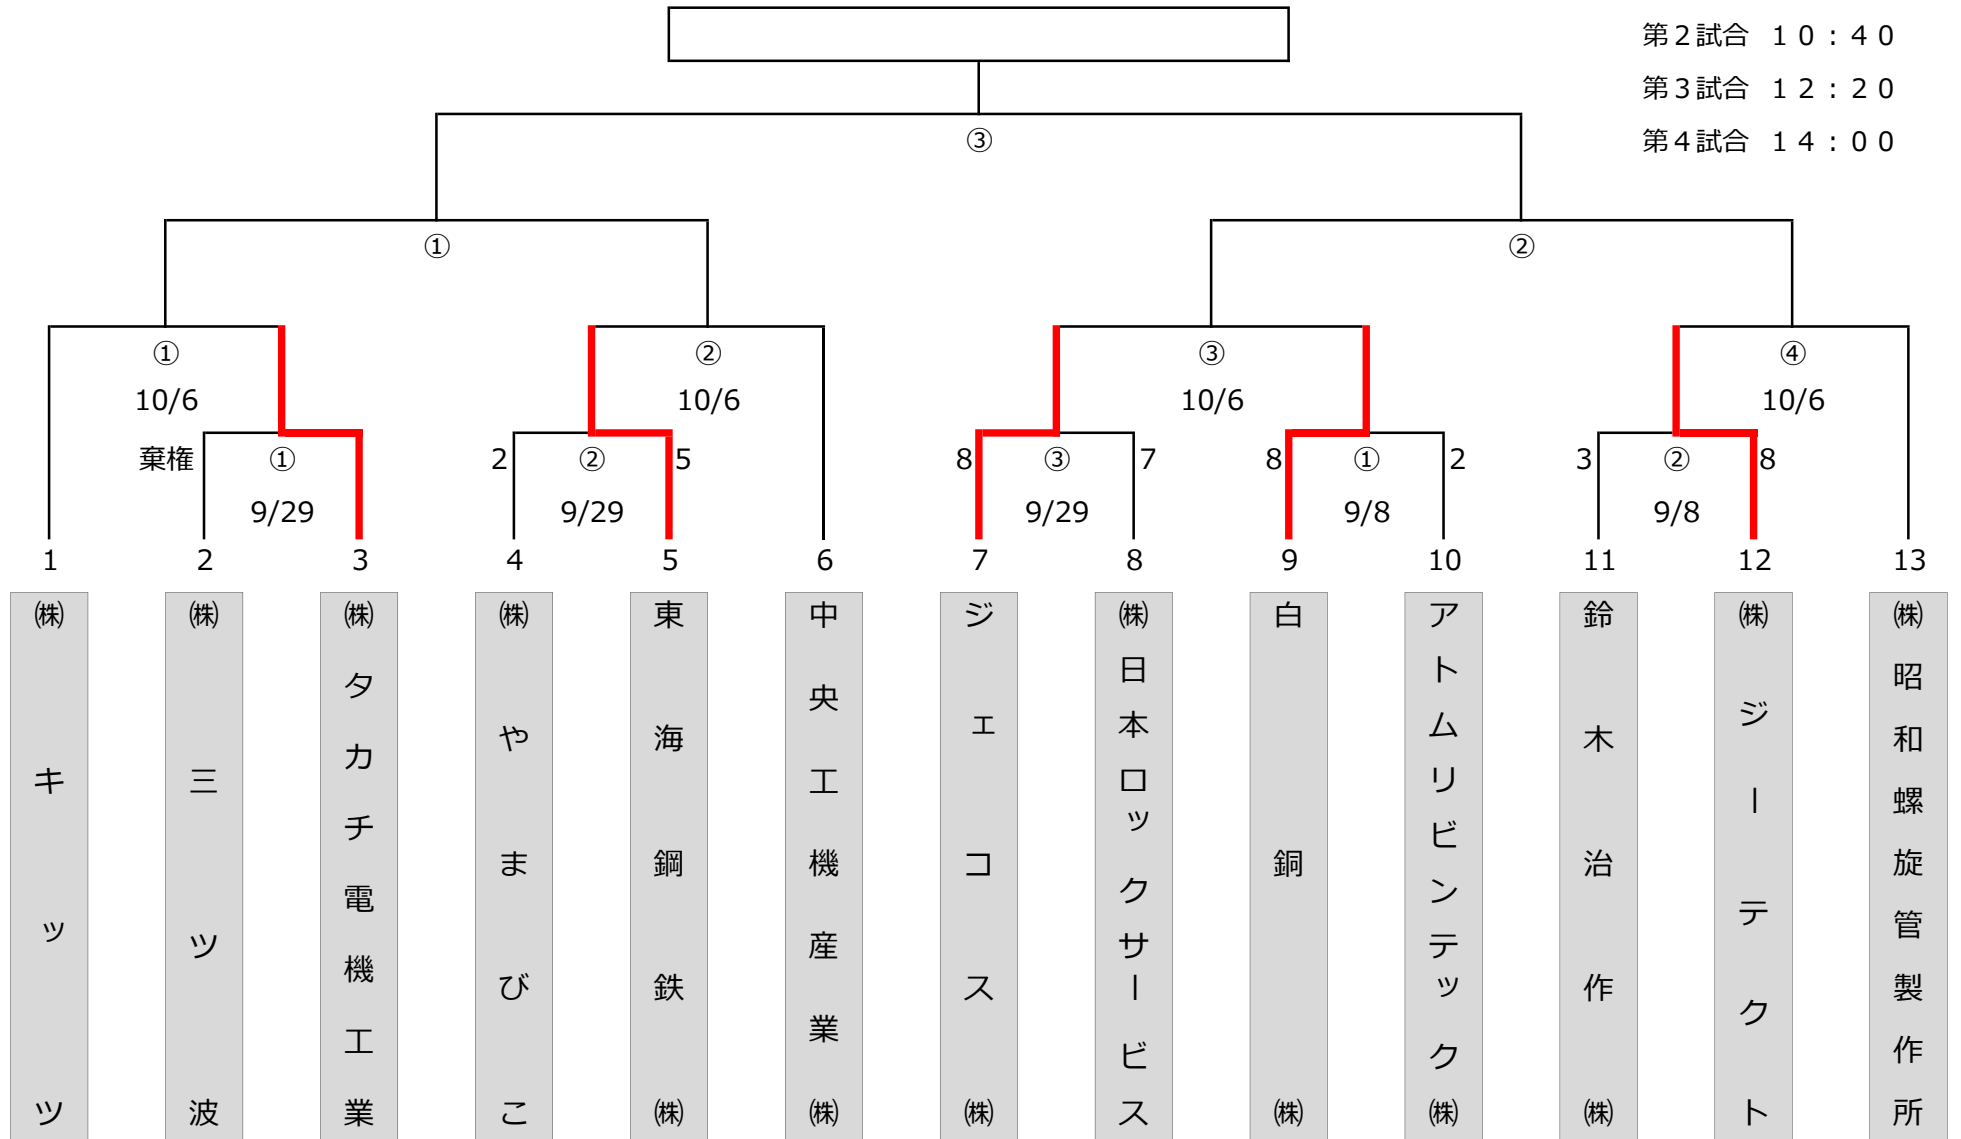 第2試合 10：40
第3試合 12：20
第4試合 14：00
③
① ②
① ② ③ ④
10/6 10/6 10/6 10/6
棄権 ① 2 ② 5 8 ③ 7 8 ① 2 3 ② 8
9/29 9/29 9/29 9/8 9/8
1 2 3 4 5 6 7 8 9 10 11 12 13
㈱キッツ
㈱三ツ波
㈱タカチ電機工業
㈱やまびこ
東海鋼鉄㈱
中央工機産業㈱
ジェコス㈱
㈱日本ロックサービス
白銅㈱
アトムリビンテック㈱
鈴木治作㈱
㈱ジーテクト
㈱昭和螺旋管製作所